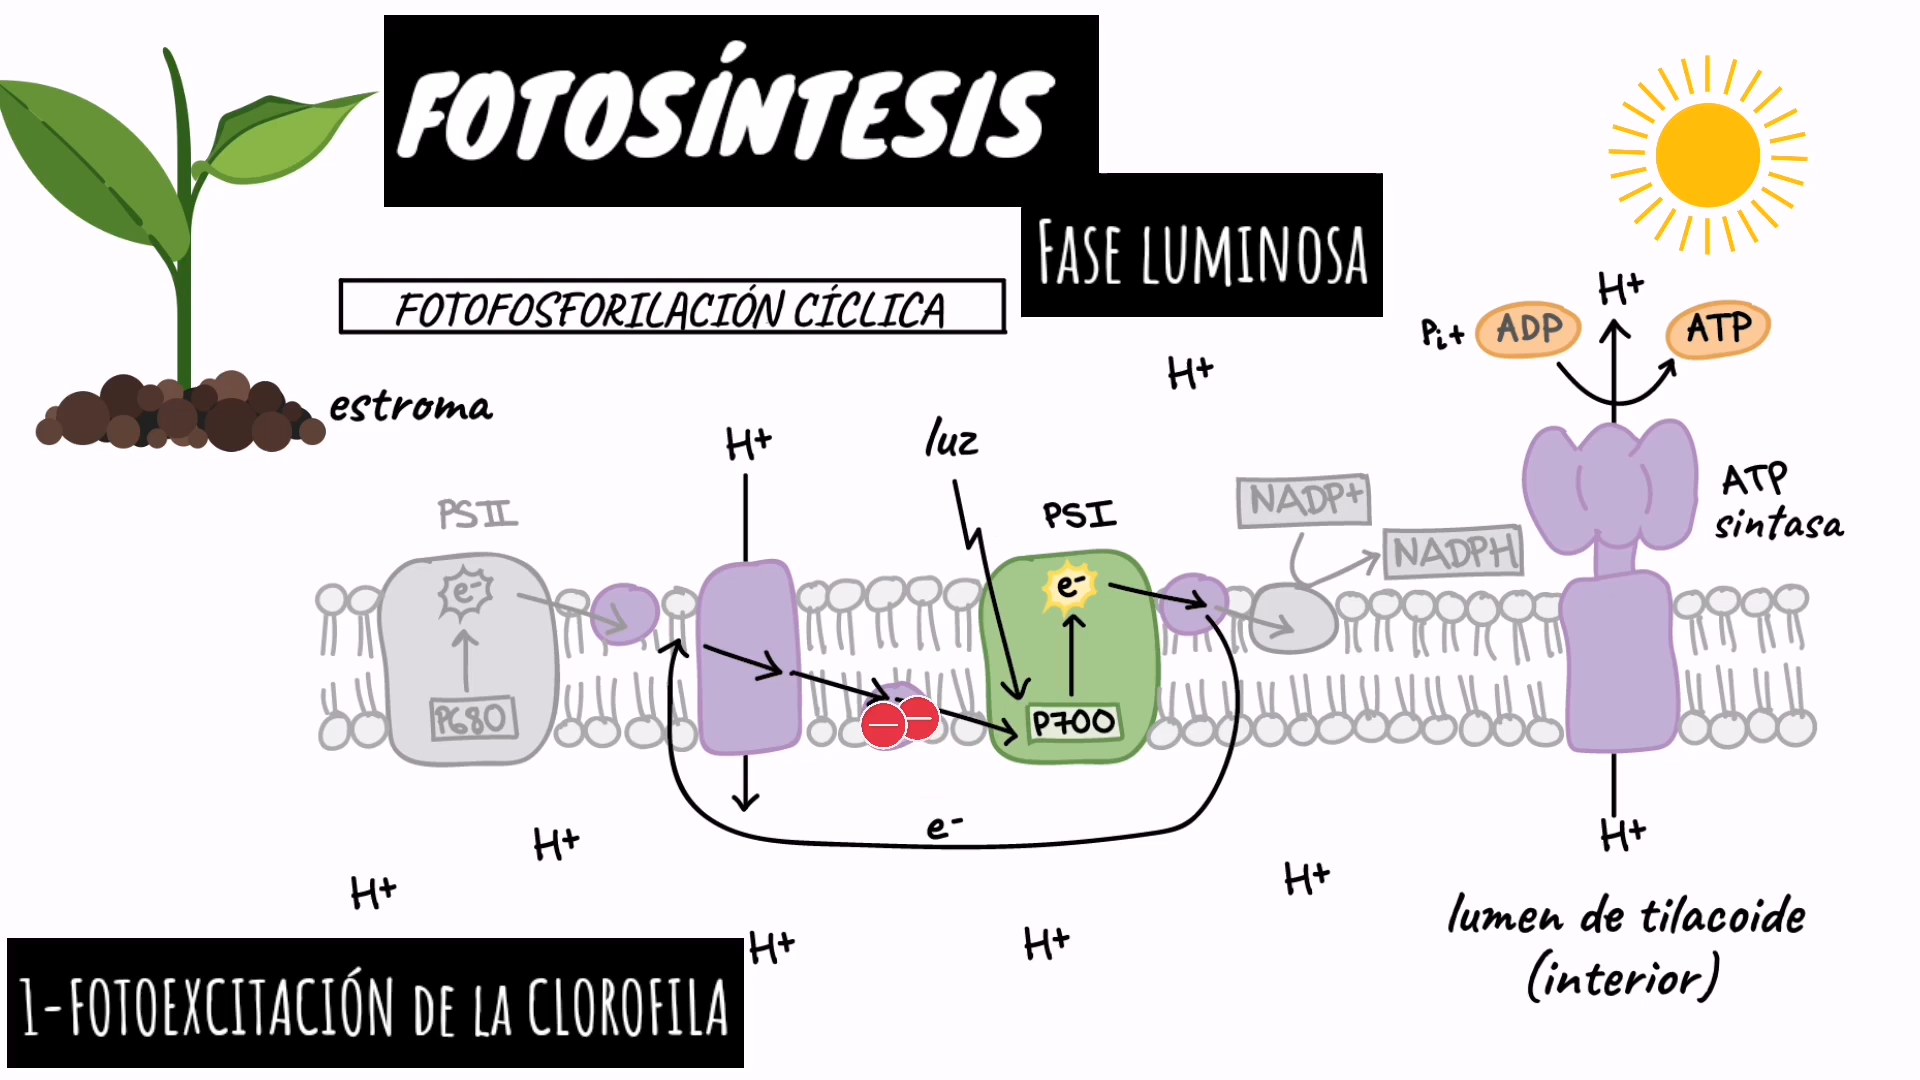 FOTOSÍNTESIS
FASE LUMINOSA
FOTOFOSFORILACIÓN CÍCLICA
H+
Pi+ ADP ATP
H+
estroma
H+
luz
ATP
sintasa
PSII
PSI
NADP+
NADPH
e-
e-
P680
P700
e-
H+
H+
H+
H+
H+
H+
lumen de tilacoide
(interior)
1-FOTOEXCITACIÓN DE LA CLOROFILA